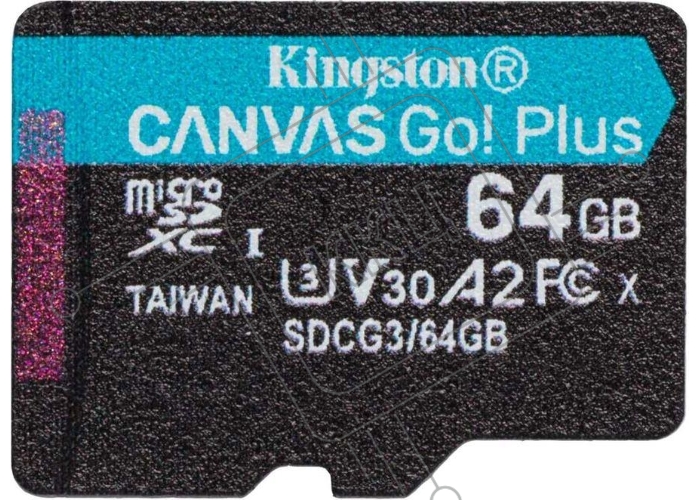 Kingston®
CANVAS Go! Plus
micro SD XC I
64GB
TAIWAN U3 V30 A2 FC X
SDCG3/64GB